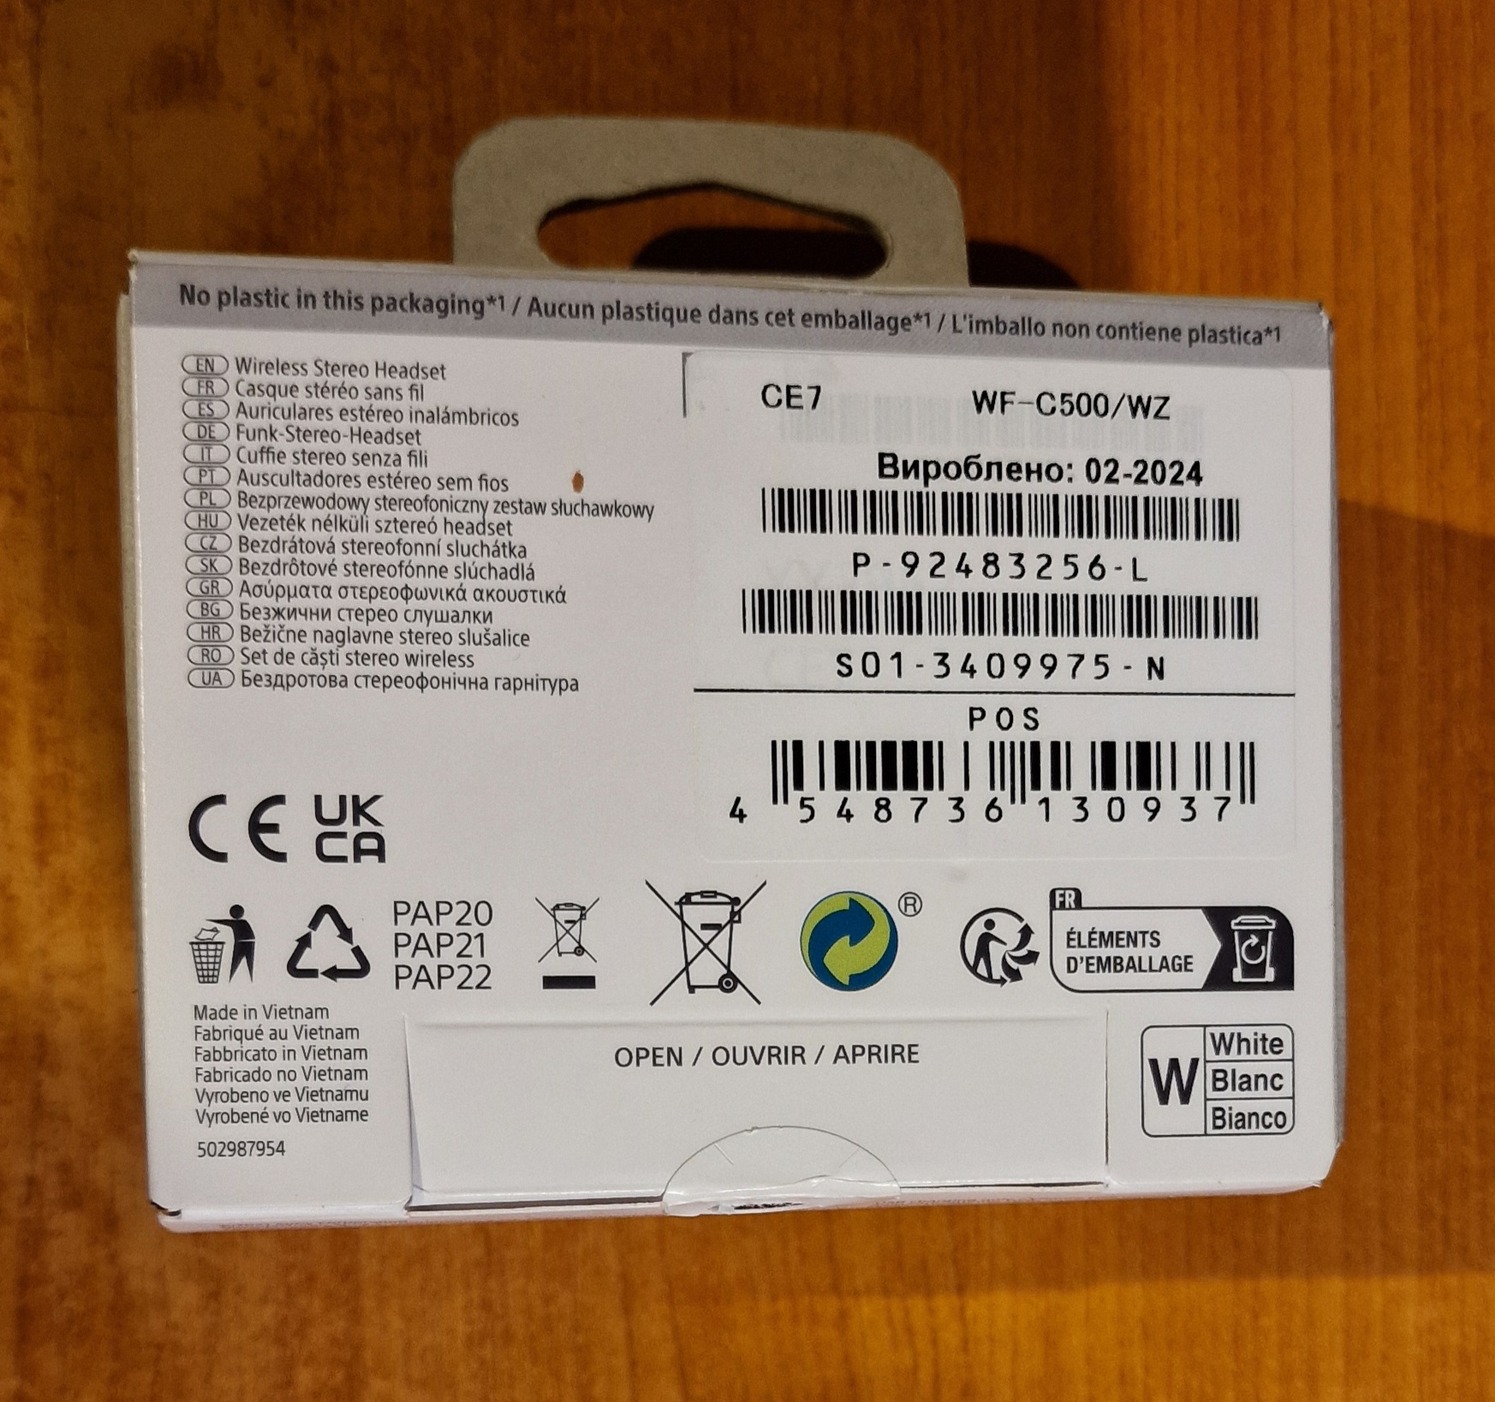 No plastic in this packaging*1 / Aucun plastique dans cet emballage*1 / L'imballo non contiene plastica*1
EN Wireless Stereo Headset
FR Casque stéréo sans fil
ES Auriculares estéreo inalámbricos
DE Funk-Stereo-Headset
IT Cuffie stereo senza fili
PT Auscultadores estéreo sem fios
PL Bezprzewodowy stereofoniczny zestaw słuchawkowy
HU Vezeték nélküli sztereó headset
CZ Bezdrátová stereofonní sluchátka
SK Bezdrôtové stereofónne slúchadlá
GR Ασύρματα στερεοφωνικά ακουστικά
BG Безжични стерео слушалки
HR Bežične naglavne stereo slušalice
RO Set de căști stereo wireless
UA Бездротова стереофонічна гарнітура
CE7 WF-C500/WZ
Вироблено: 02-2024
P-92483256-L
S01-3409975-N
POS
4 548736 130937
CE UK
CA
PAP20
PAP21
PAP22
®
FR
ÉLÉMENTS
D'EMBALLAGE
Made in Vietnam
Fabriqué au Vietnam
Fabbricato in Vietnam
Fabricado no Vietnam
Vyrobeno ve Vietnamu
Vyrobené vo Vietname
502987954
OPEN / OUVRIR / APRIRE
W
White
Blanc
Bianco